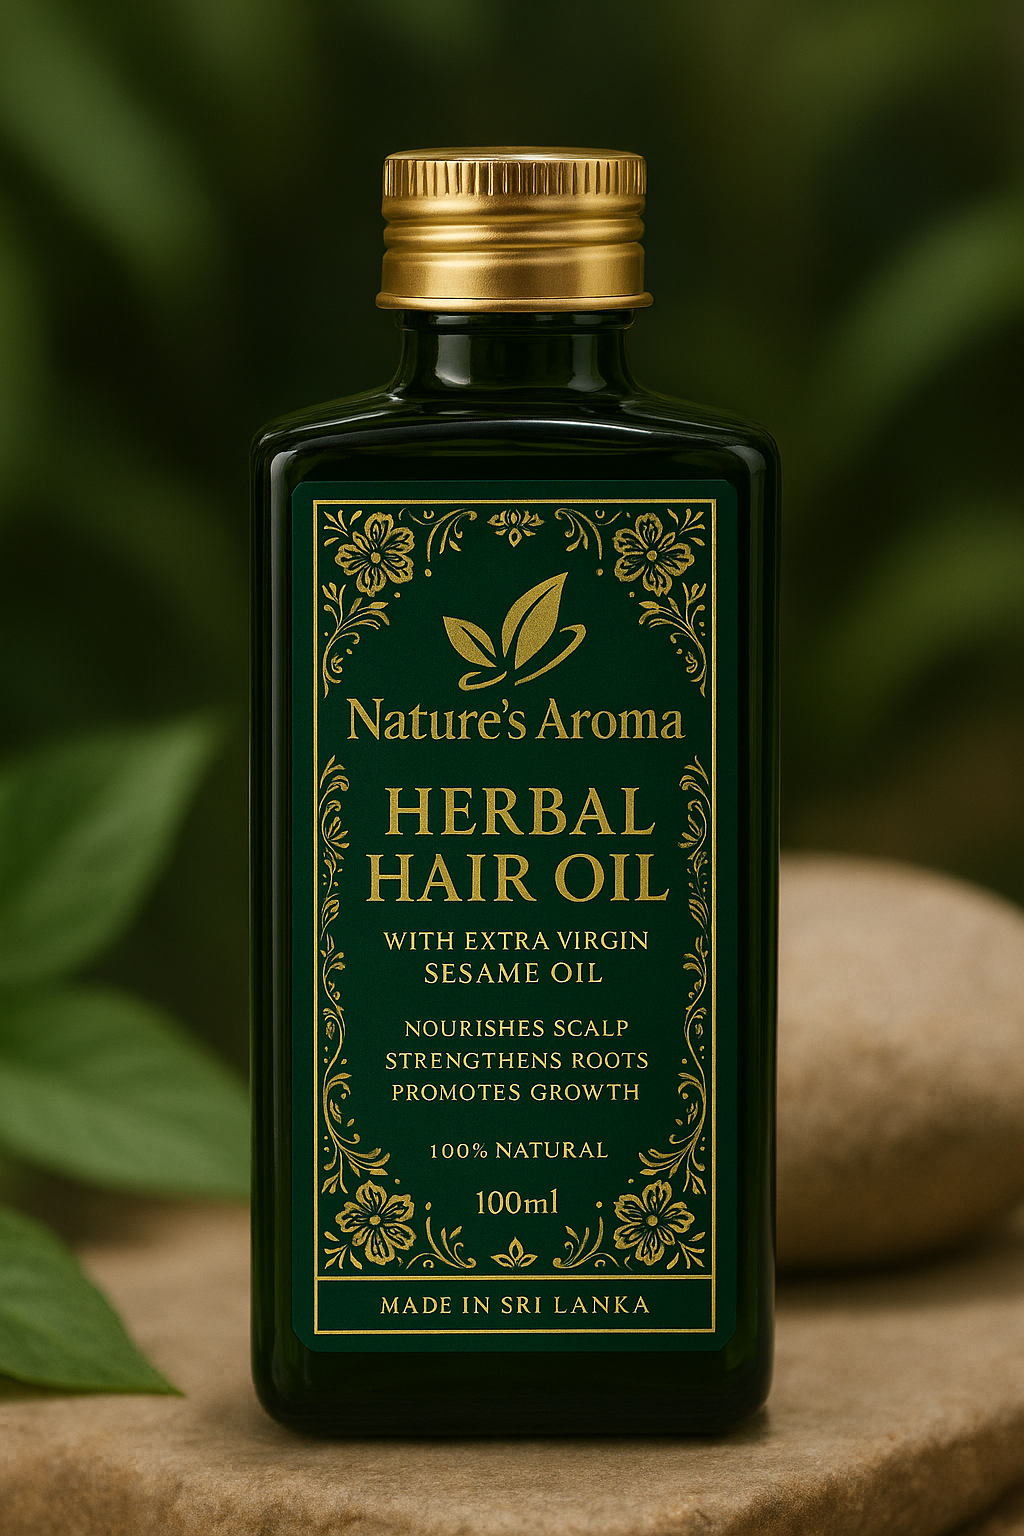 Nature's Aroma
HERBAL
HAIR OIL
WITH EXTRA VIRGIN
SESAME OIL
NOURISHES SCALP
STRENGTHENS ROOTS
PROMOTES GROWTH
100% NATURAL
100ml
MADE IN SRI LANKA